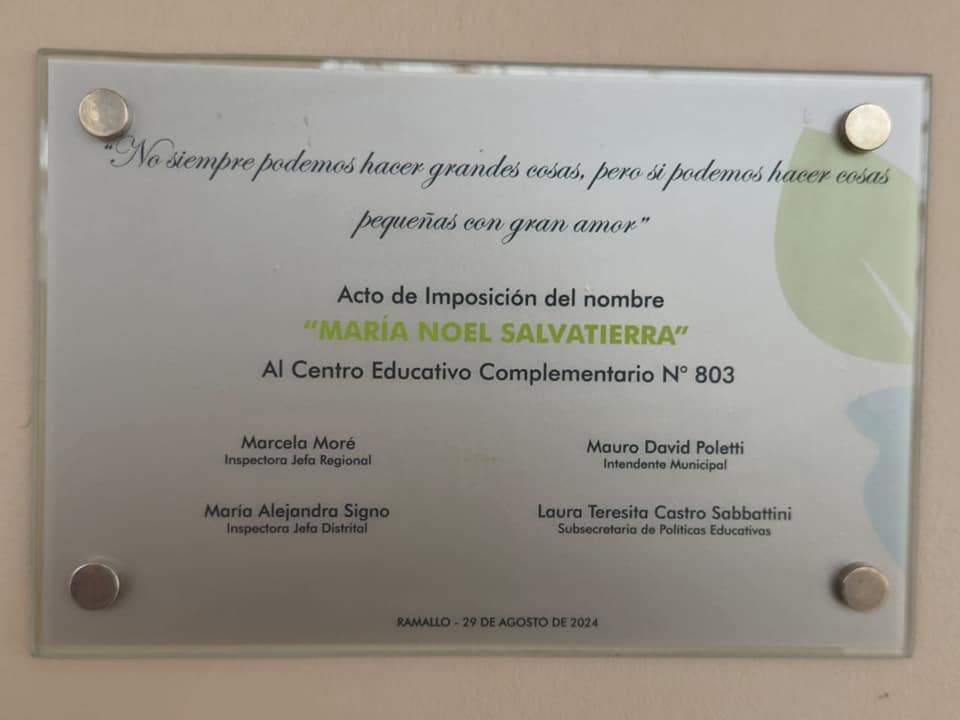 "No siempre podemos hacer grandes cosas, pero si podemos hacer cosas
pequeñas con gran amor"
Acto de Imposición del nombre
"MARÍA NOEL SALVATIERRA"
Al Centro Educativo Complementario N° 803
Marcela Moré
Inspectora Jefa Regional
Mauro David Poletti
Intendente Municipal
María Alejandra Signo
Inspectora Jefa Distrital
Laura Teresita Castro Sabbattini
Subsecretaria de Políticas Educativas
RAMALLO - 29 DE AGOSTO DE 2024